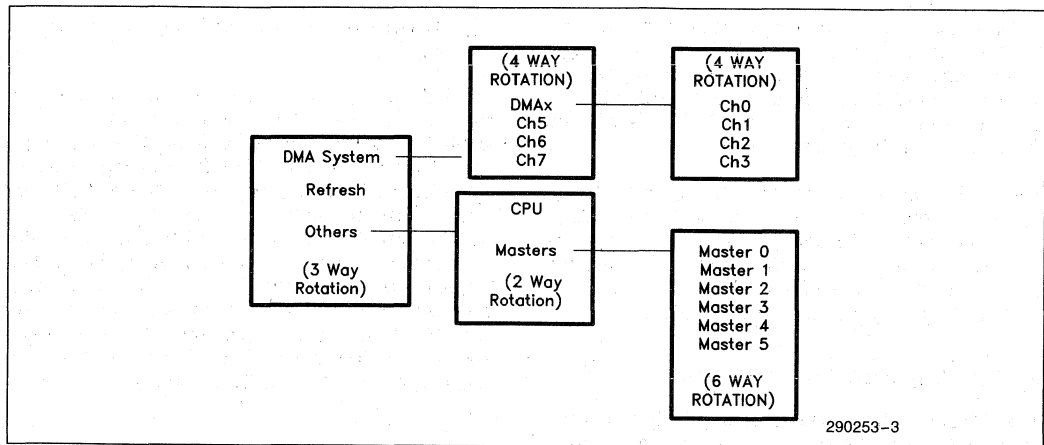 (4 WAY
ROTATION)
DMAx
Ch5
Ch6
Ch7
(4 WAY
ROTATION)
Ch0
Ch1
Ch2
Ch3
DMA System
Refresh
Others
(3 Way
Rotation)
CPU
Masters
(2 Way
Rotation)
Master 0
Master 1
Master 2
Master 3
Master 4
Master 5
(6 WAY
ROTATION)
290253-3